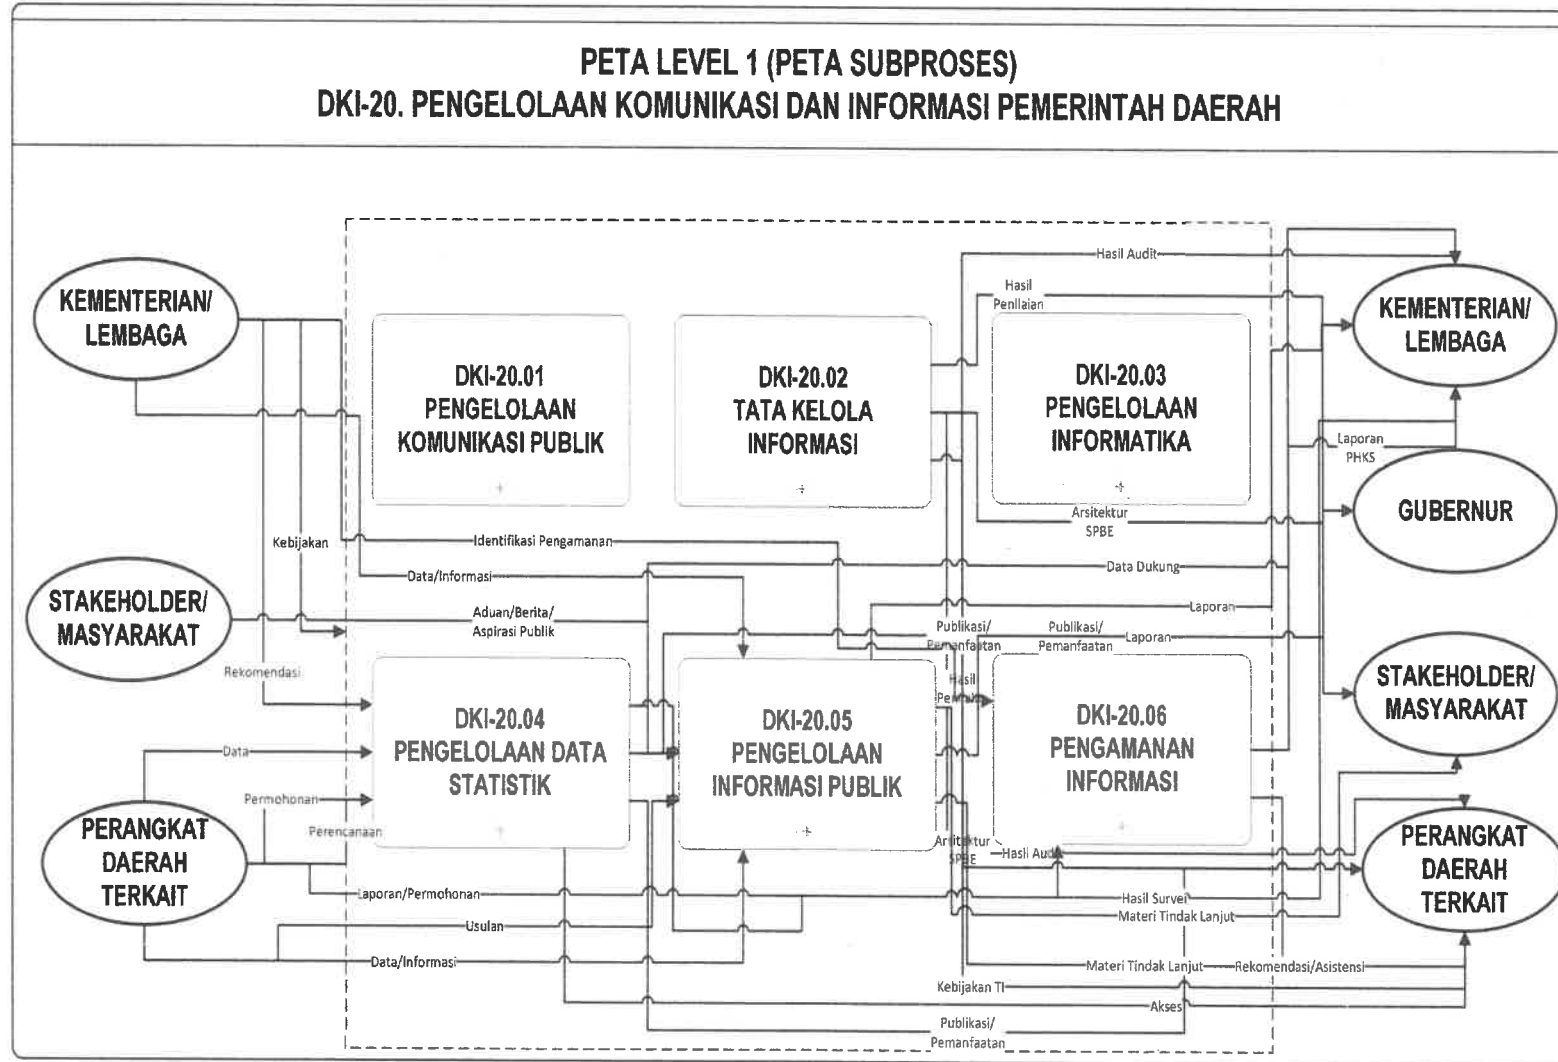 PETA LEVEL 1 (PETA SUBPROSES)
DKI-20. PENGELOLAAN KOMUNIKASI DAN INFORMASI PEMERINTAH DAERAH
Hasil Audit
KEMENTERIAN/
LEMBAGA
Hasil
Penilaian
KEMENTERIAN/
LEMBAGA
DKI-20.01
PENGELOLAAN
KOMUNIKASI PUBLIK
DKI-20.02
TATA KELOLA
INFORMASI
DKI-20.03
PENGELOLAAN
INFORMATIKA
Laporan
PHKS
GUBERNUR
Arsitektur
SPBE
Kebijakan
Identifikasi Pengamanan
Data/Informasi
Data Dukung
STAKEHOLDER/
MASYARAKAT
Aduan/Berita/
Aspirasi Publik
Laporan
Publikasi/
Pemanfaatan
Publikasi/
Pemanfaatan
Laporan
Rekomendasi
Hasil
STAKEHOLDER/
MASYARAKAT
DKI-20.04
PENGELOLAAN DATA
STATISTIK
DKI-20.05
PENGELOLAAN
INFORMASI PUBLIK
DKI-20.06
PENGAMANAN
INFORMASI
Data
Permohonan
Perencanaan
PERANGKAT
DAERAH
TERKAIT
Arsitektur
SPBE
Hasil Audit
PERANGKAT
DAERAH
TERKAIT
Laporan/Permohonan
Hasil Survei
Materi Tindak Lanjut
Usulan
Data/Informasi
Materi Tindak Lanjut
Rekomendasi/Asistensi
Kebijakan TI
Akses
Publikasi/
Pemanfaatan